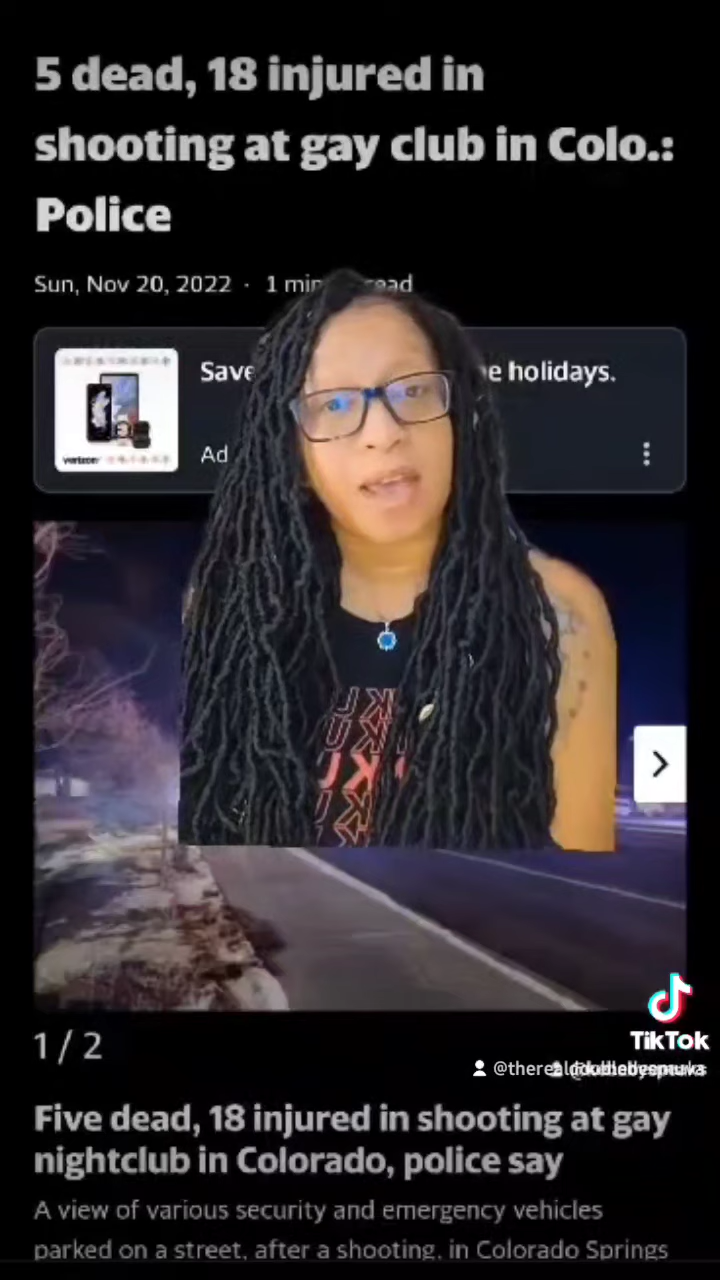 5 dead, 18 injured in
shooting at gay club in Colo.:
Police
Sun, Nov 20, 2022 · 1 min read
Save e holidays.
verizon
Ad
1 / 2
TikTok
Five dead, 18 injured in shooting at gay
nightclub in Colorado, police say
A view of various security and emergency vehicles
parked on a street, after a shooting, in Colorado Springs